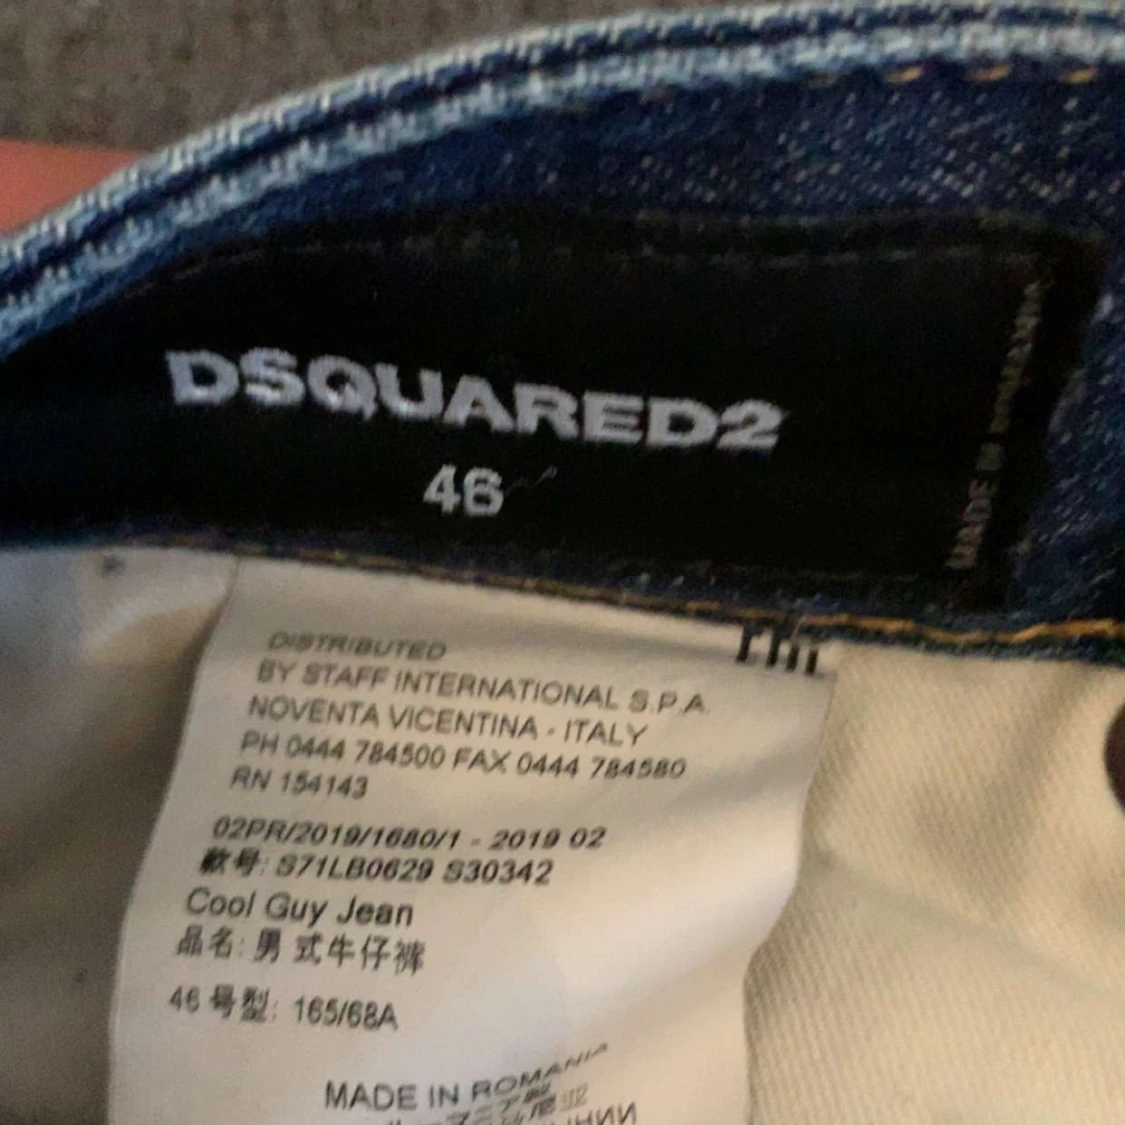 DSQUARED2
46
MADE IN ROMANIA
DISTRIBUTED
BY STAFF INTERNATIONAL S.P.A.
NOVENTA VICENTINA - ITALY
PH 0444 784500 FAX 0444 784580
RN 154143
02PR/2019/1680/1 - 2019 02
款号: S71LB0629 S30342
Cool Guy Jean
品名: 男式牛仔裤
46 号型: 165/68A
MADE IN ROMANIA